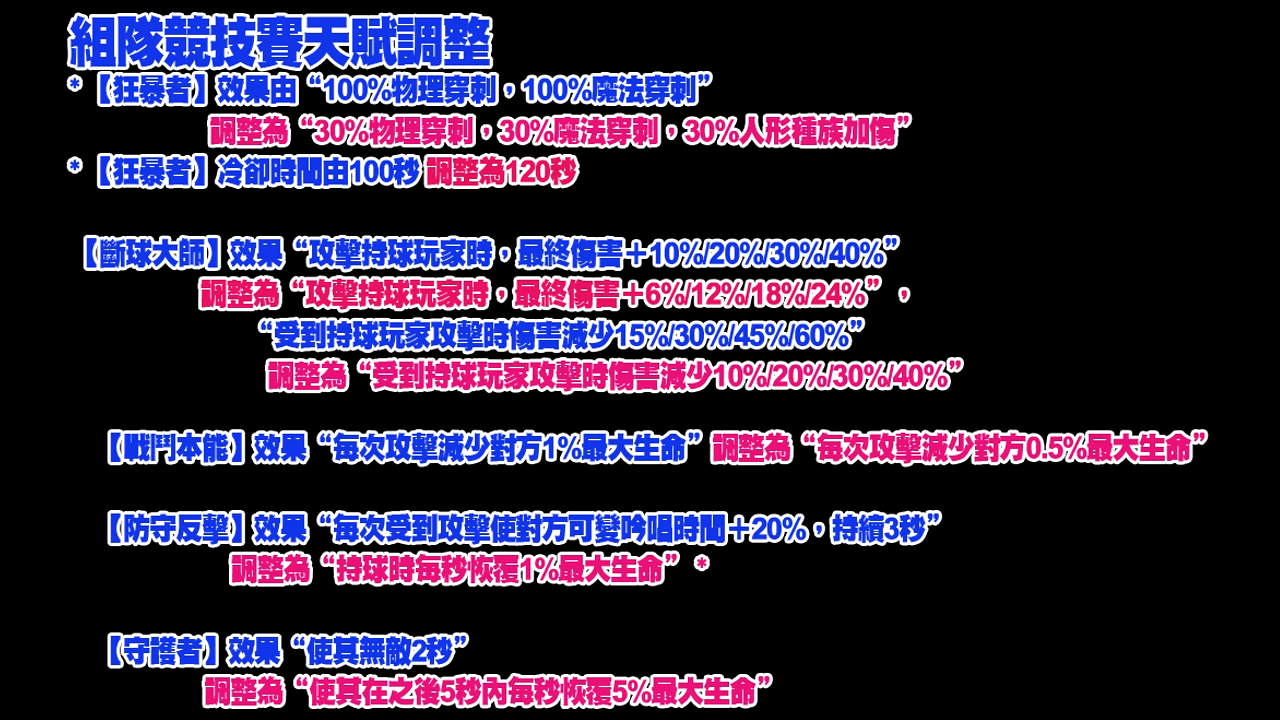 組隊競技賽天賦調整
*【狂暴者】效果由“100%物理穿刺，100%魔法穿刺”
調整為“30%物理穿刺，30%魔法穿刺，30%人形種族加傷”
*【狂暴者】冷卻時間由100秒 調整為120秒
【斷球大師】效果“攻擊持球玩家時，最終傷害＋10%/20%/30%/40%”
調整為“攻擊持球玩家時，最終傷害＋6%/12%/18%/24%”，
“受到持球玩家攻擊時傷害減少15%/30%/45%/60%”
調整為“受到持球玩家攻擊時傷害減少10%/20%/30%/40%”
【戰鬥本能】效果“每次攻擊減少對方1%最大生命”調整為“每次攻擊減少對方0.5%最大生命”
【防守反擊】效果“每次受到攻擊使對方可變吟唱時間＋20%，持續3秒”
調整為“持球時每秒恢覆1%最大生命”*
【守護者】效果“使其無敵2秒”
調整為“使其在之後5秒內每秒恢覆5%最大生命”